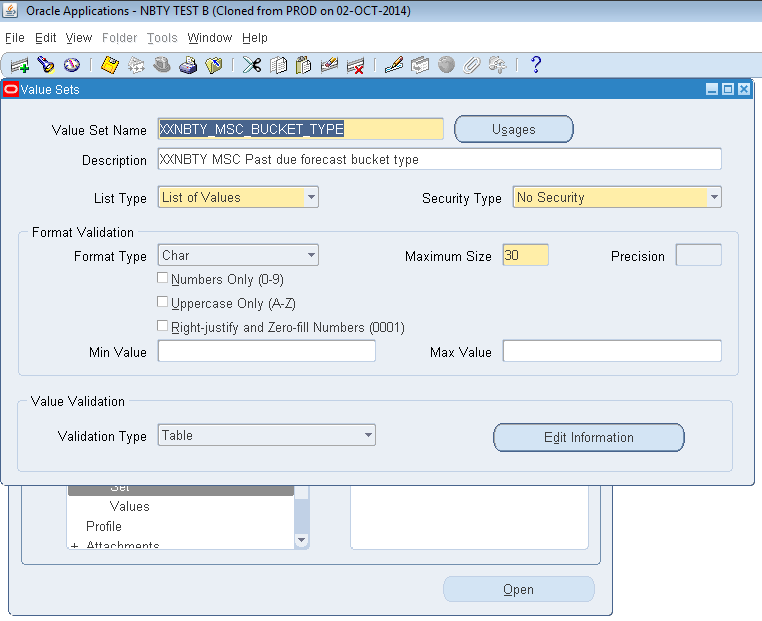 Oracle Applications - NBTY TEST B (Cloned from PROD on 02-OCT-2014)
File Edit View Folder Tools Window Help
?
Value Sets
Value Set Name XXNBTY_MSC_BUCKET_TYPE Usages
Description XXNBTY MSC Past due forecast bucket type
List Type List of Values Security Type No Security
Format Validation
Format Type Char Maximum Size 30 Precision
Numbers Only (0-9)
Uppercase Only (A-Z)
Right-justify and Zero-fill Numbers (0001)
Min Value Max Value
Value Validation
Validation Type Table Edit Information
Set
Values
Profile
+ Attachments
Open